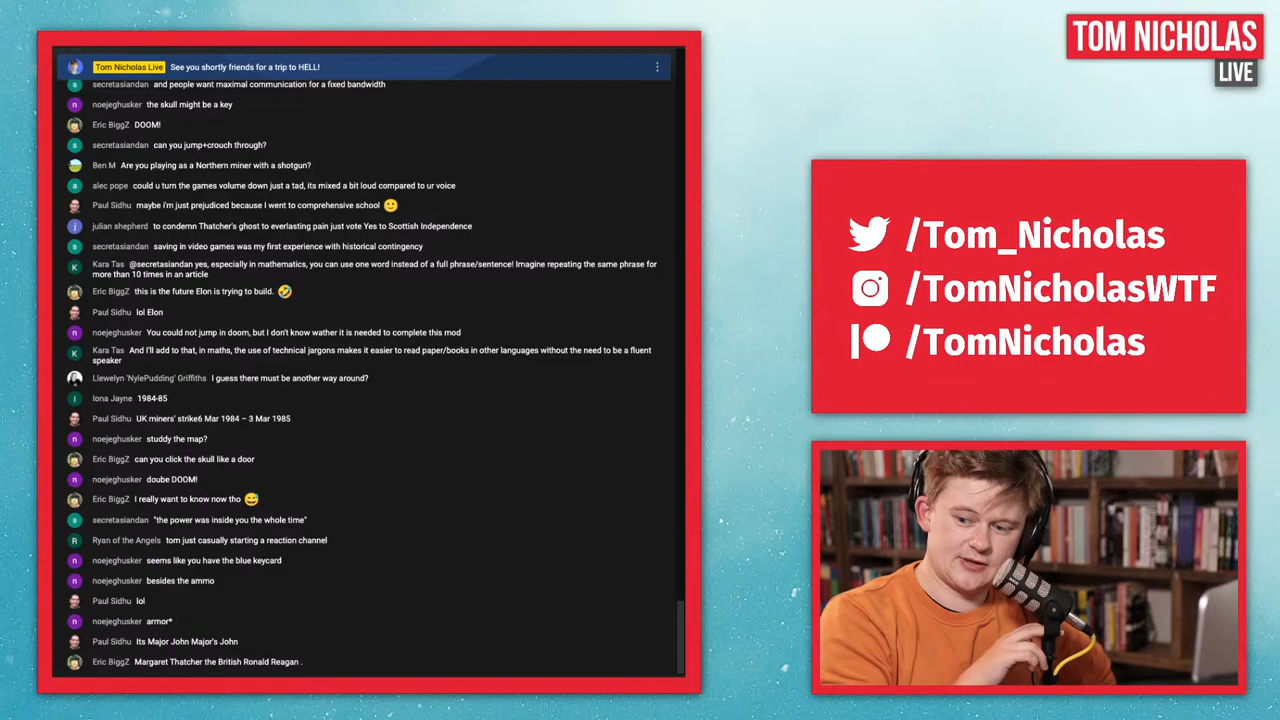 TOM NICHOLAS
LIVE
Tom Nicholas Live See you shortly friends for a trip to HELL!
s secretasiandan and people want maximal communication for a fixed bandwidth
n noejeghusker the skull might be a key
Eric BiggZ DOOM!
s secretasiandan can you jump+crouch through?
Ben M Are you playing as a Northern miner with a shotgun?
a alec pope could u turn the games volume down just a tad, its mixed a bit loud compared to ur voice
Paul Sidhu maybe i'm just prejudiced because I went to comprehensive school 🙂
j julian shepherd to condemn Thatcher's ghost to everlasting pain just vote Yes to Scottish Independence
s secretasiandan saving in video games was my first experience with historical contingency
K Kara Tas @secretasiandan yes, especially in mathematics, you can use one word instead of a full phrase/sentence! Imagine repeating the same phrase for
more than 10 times in an article
Eric BiggZ this is the future Elon is trying to build. 🤣
Paul Sidhu lol Elon
n noejeghusker You could not jump in doom, but I don't know wather it is needed to complete this mod
K Kara Tas And I'll add to that, in maths, the use of technical jargons makes it easier to read paper/books in other languages without the need to be a fluent
speaker
Llewelyn 'NylePudding' Griffiths I guess there must be another way around?
I Iona Jayne 1984-85
Paul Sidhu UK miners' strike6 Mar 1984 – 3 Mar 1985
n noejeghusker studdy the map?
Eric BiggZ can you click the skull like a door
n noejeghusker doube DOOM!
Eric BiggZ I really want to know now tho 😅
s secretasiandan "the power was inside you the whole time"
R Ryan of the Angels tom just casually starting a reaction channel
n noejeghusker seems like you have the blue keycard
n noejeghusker besides the ammo
Paul Sidhu lol
n noejeghusker armor*
Paul Sidhu Its Major John Major's John
Eric BiggZ Margaret Thatcher the British Ronald Reagan .
/Tom_Nicholas
/TomNicholasWTF
/TomNicholas